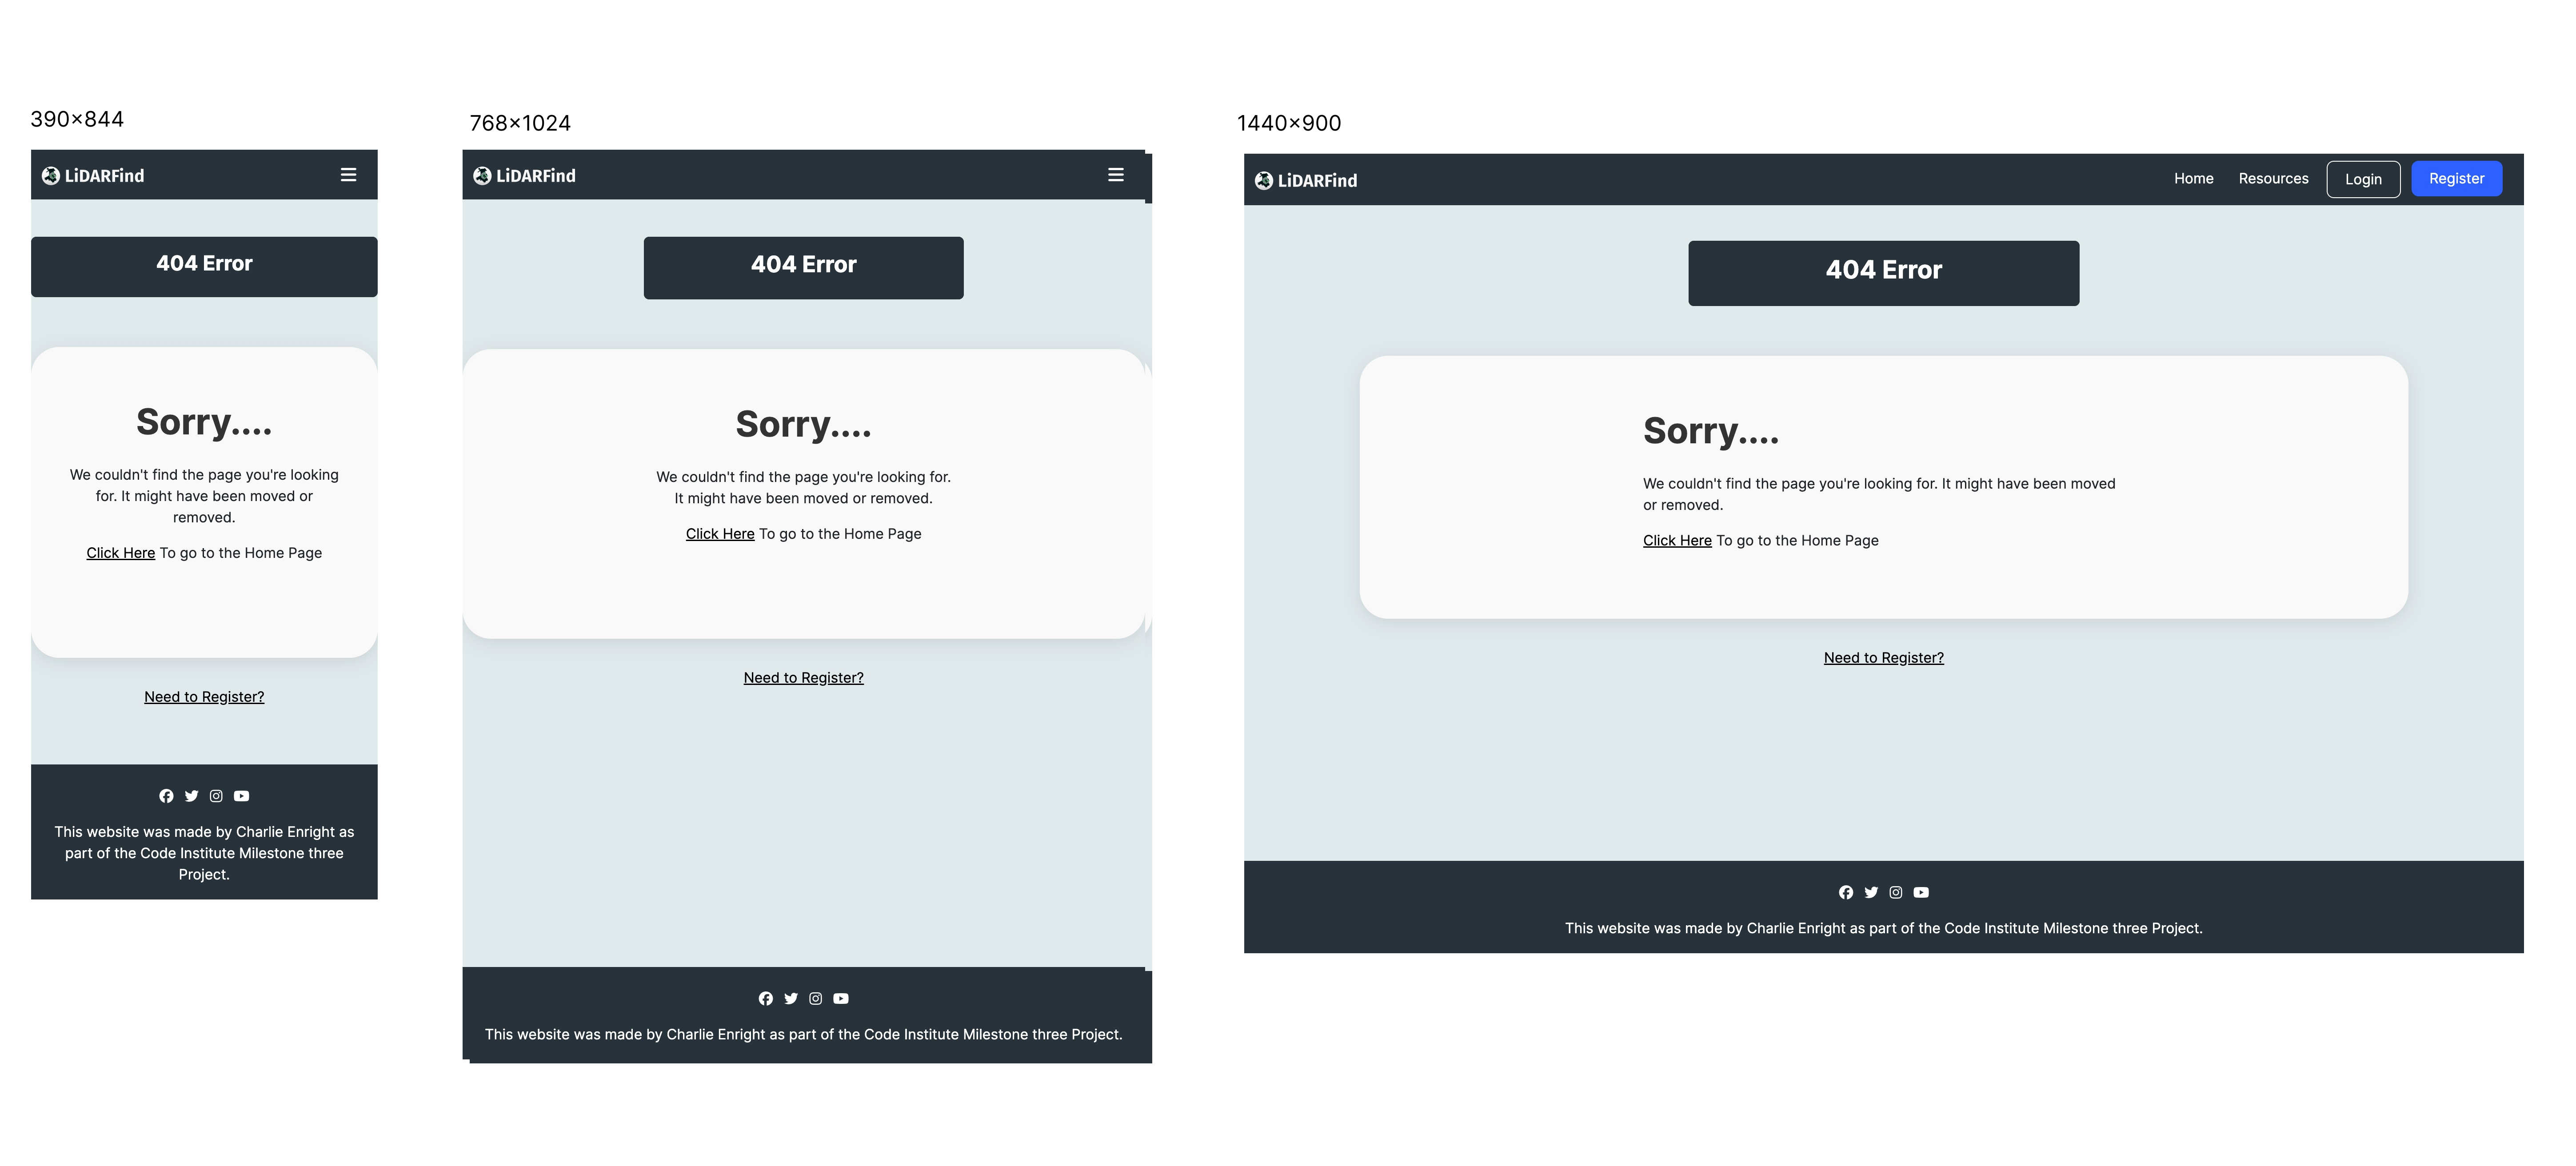 390×844
LiDARFind
404 Error
Sorry....
We couldn't find the page you're looking
for. It might have been moved or
removed.
Click Here To go to the Home Page
Need to Register?
This website was made by Charlie Enright as
part of the Code Institute Milestone three
Project.
768×1024
LiDARFind
404 Error
Sorry....
We couldn't find the page you're looking for.
It might have been moved or removed.
Click Here To go to the Home Page
Need to Register?
This website was made by Charlie Enright as part of the Code Institute Milestone three Project.
1440×900
LiDARFind
Home Resources Login Register
404 Error
Sorry....
We couldn't find the page you're looking for. It might have been moved
or removed.
Click Here To go to the Home Page
Need to Register?
This website was made by Charlie Enright as part of the Code Institute Milestone three Project.